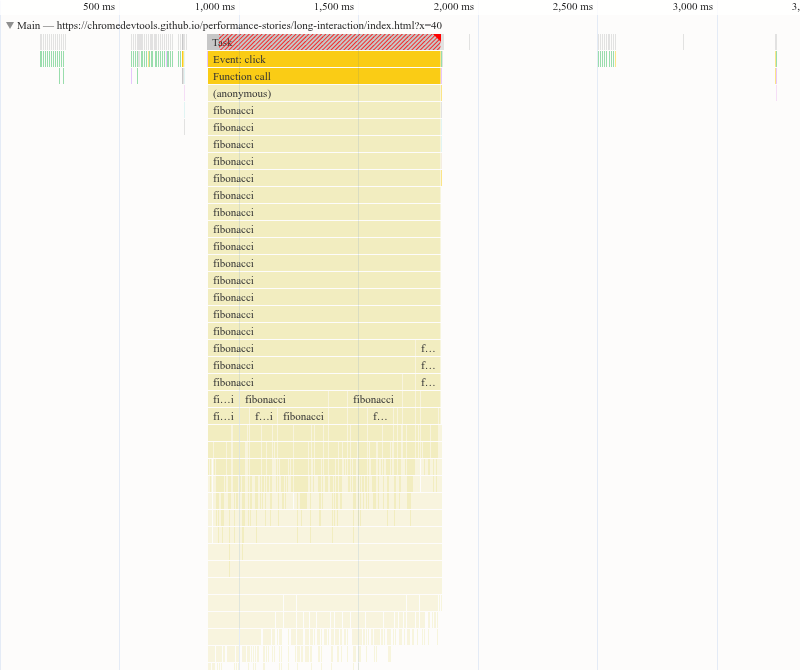 500 ms 1,000 ms 1,500 ms 2,000 ms 2,500 ms 3,000 ms 3,
Main — https://chromedevtools.github.io/performance-stories/long-interaction/index.html?x=40
Task
Event: click
Function call
(anonymous)
fibonacci
fibonacci
fibonacci
fibonacci
fibonacci
fibonacci
fibonacci
fibonacci
fibonacci
fibonacci
fibonacci
fibonacci
fibonacci
fibonacci
fibonacci f…
fibonacci f…
fibonacci f…
fi…i fibonacci fibonacci
fi…i f…i fibonacci f…